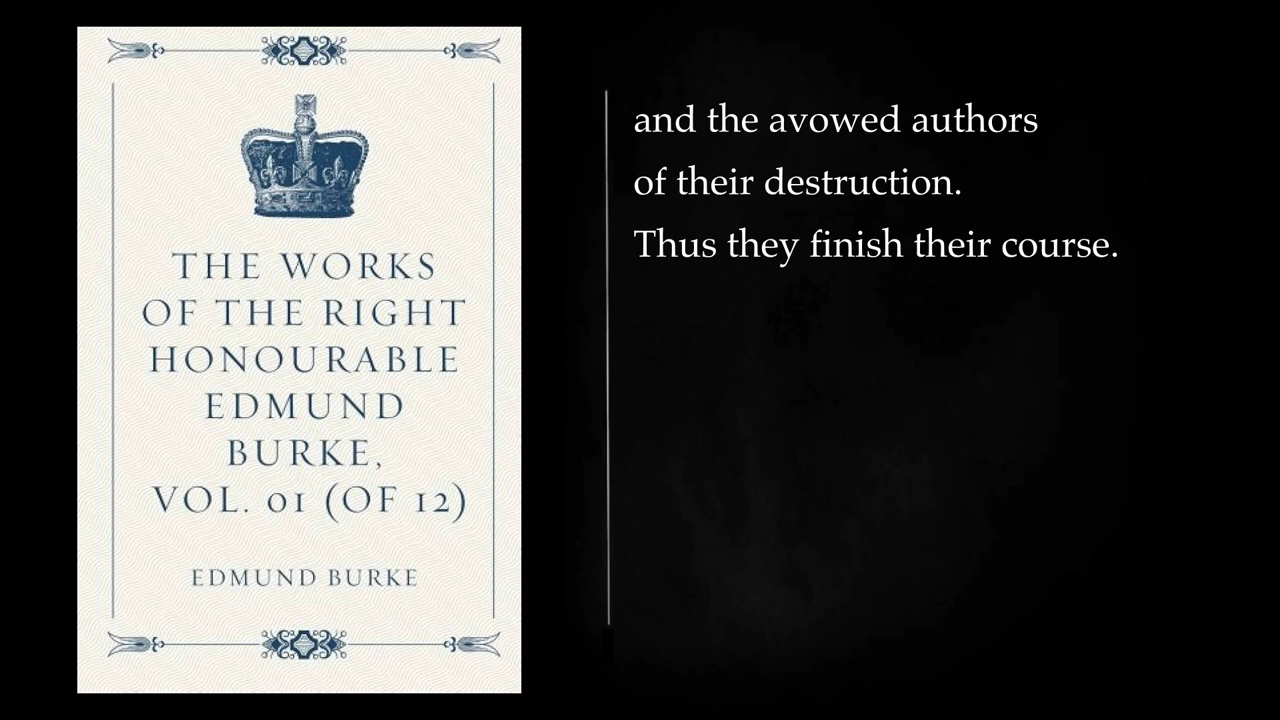 THE WORKS
OF THE RIGHT
HONOURABLE
EDMUND
BURKE,
VOL. 01 (OF 12)
EDMUND BURKE
and the avowed authors
of their destruction.
Thus they finish their course.